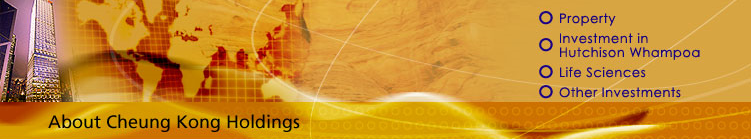 Property
Investment in
Hutchison Whampoa
Life Sciences
Other Investments
About Cheung Kong Holdings